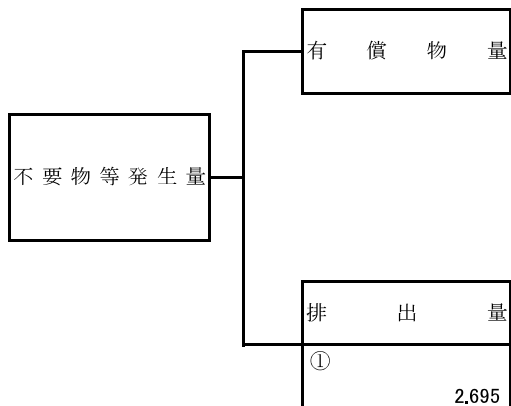 有償物量
不要物等発生量
排出量
①
2,695